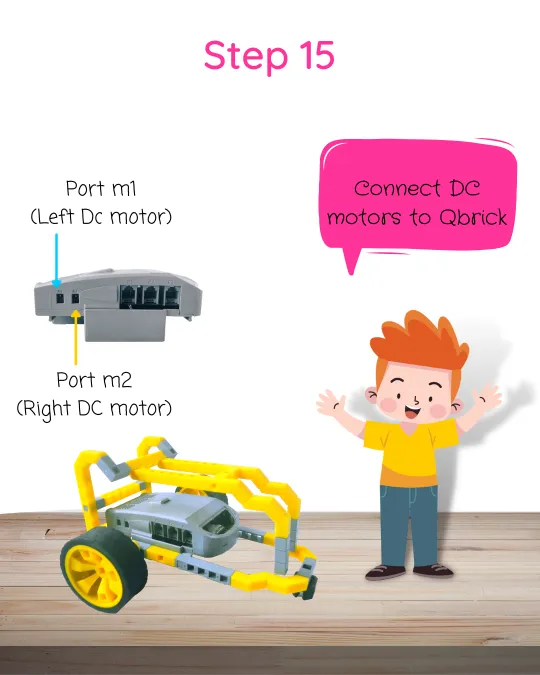 Step 15
Port m1
(Left Dc motor)
Connect DC
motors to Qbrick
Port m2
(Right DC motor)